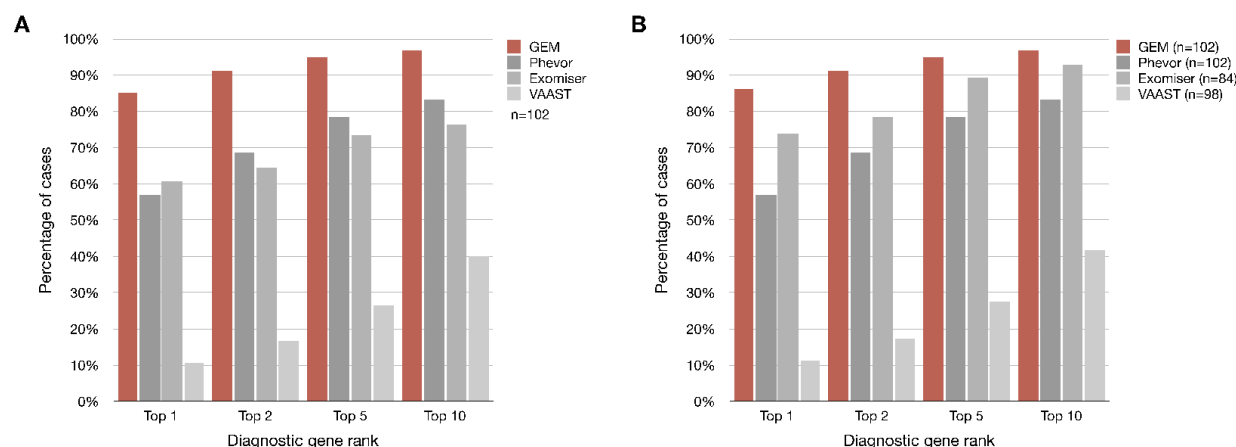 A
100%
90%
80%
70%
60%
50%
40%
30%
20%
10%
0%
Percentage of cases
Top 1
Top 2
Top 5
Top 10
Diagnostic gene rank
GEM
Phevor
Exomiser
VAAST
n=102
B
100%
90%
80%
70%
60%
50%
40%
30%
20%
10%
0%
Percentage of cases
Top 1
Top 2
Top 5
Top 10
Diagnostic gene rank
GEM (n=102)
Phevor (n=102)
Exomiser (n=84)
VAAST (n=98)